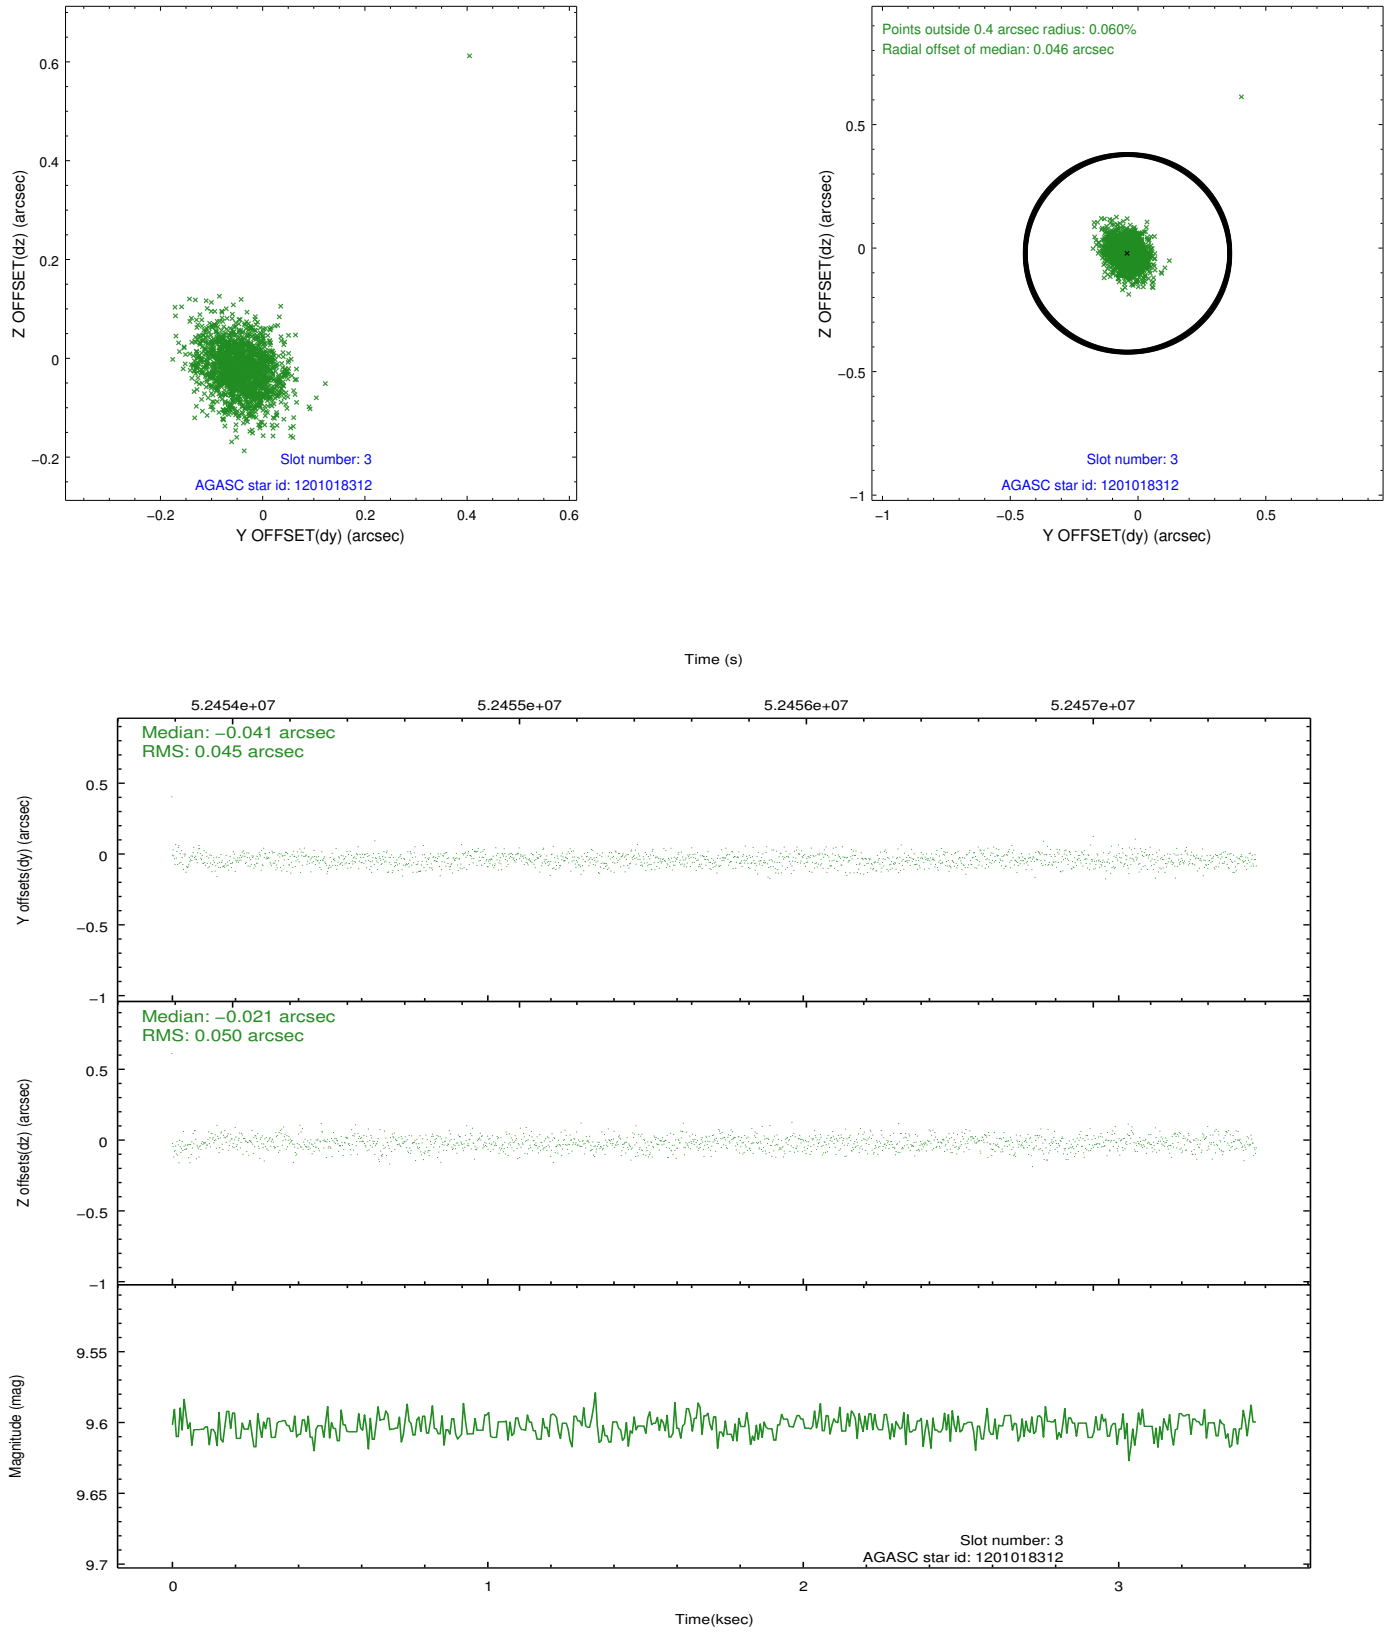 0.6
0.4
0.2
0
−0.2
Z OFFSET(dz) (arcsec)
Slot number: 3
AGASC star id: 1201018312
−0.2 0 0.2 0.4 0.6
Y OFFSET(dy) (arcsec)
Points outside 0.4 arcsec radius: 0.060%
Radial offset of median: 0.046 arcsec
0.5
0
−0.5
−1
Z OFFSET(dz) (arcsec)
Slot number: 3
AGASC star id: 1201018312
−1 −0.5 0 0.5
Y OFFSET(dy) (arcsec)
Time (s)
5.2454e+07 5.2455e+07 5.2456e+07 5.2457e+07
Median: −0.041 arcsec
RMS: 0.045 arcsec
0.5
0
−0.5
−1
Y offsets(dy) (arcsec)
Median: −0.021 arcsec
RMS: 0.050 arcsec
0.5
0
−0.5
−1
Z offsets(dz) (arcsec)
9.55
9.6
9.65
9.7
Magnitude (mag)
Slot number: 3
AGASC star id: 1201018312
0 1 2 3
Time(ksec)